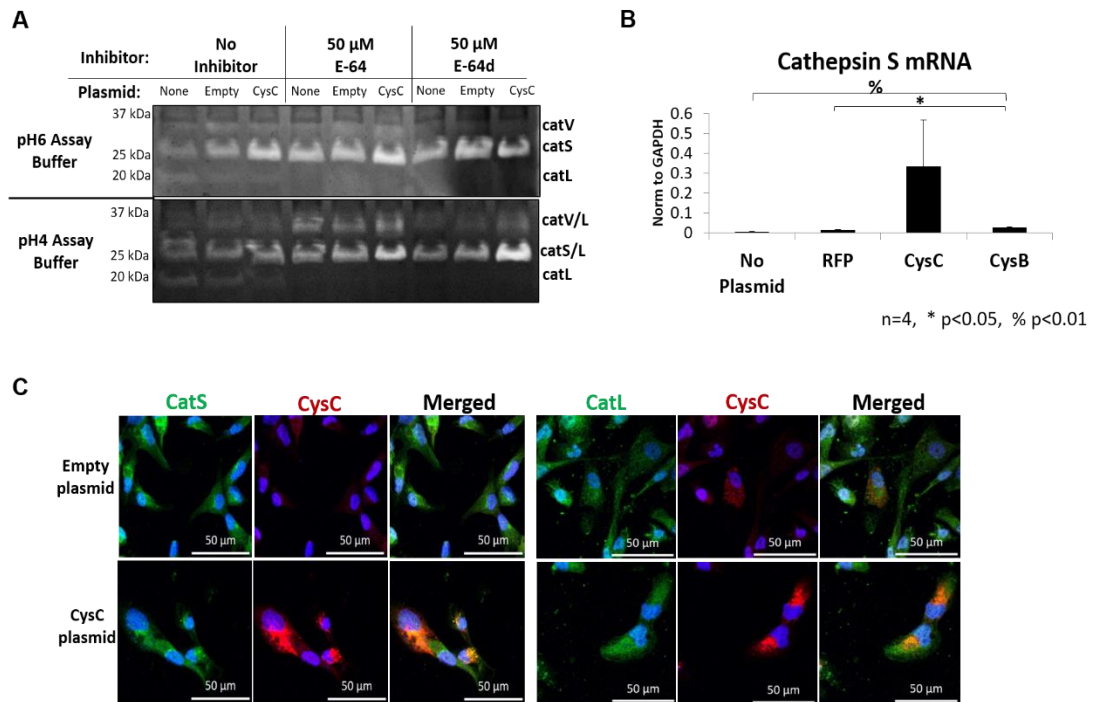 A
Inhibitor:
No Inhibitor
50 µM E-64
50 µM E-64d
Plasmid:
None Empty CysC None Empty CysC None Empty CysC
pH6 Assay Buffer
37 kDa
25 kDa
20 kDa
catV
catS
catL
pH4 Assay Buffer
37 kDa
25 kDa
20 kDa
catV/L
catS/L
catL
B
Cathepsin S mRNA
%
*
Norm to GAPDH
0.6
0.5
0.4
0.3
0.2
0.1
0
No Plasmid
RFP
CysC
CysB
n=4, * p<0.05, % p<0.01
C
CatS CysC Merged CatL CysC Merged
Empty plasmid
50 µm 50 µm 50 µm 50 µm 50 µm 50 µm
CysC plasmid
50 µm 50 µm 50 µm 50 µm 50 µm 50 µm